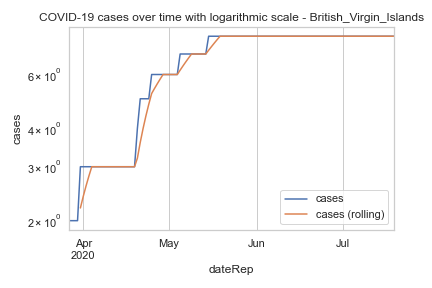 COVID-19 cases over time with logarithmic scale - British_Virgin_Islands
6 × 10⁰
4 × 10⁰
3 × 10⁰
2 × 10⁰
cases
cases
cases (rolling)
Apr May Jun Jul
2020
dateRep